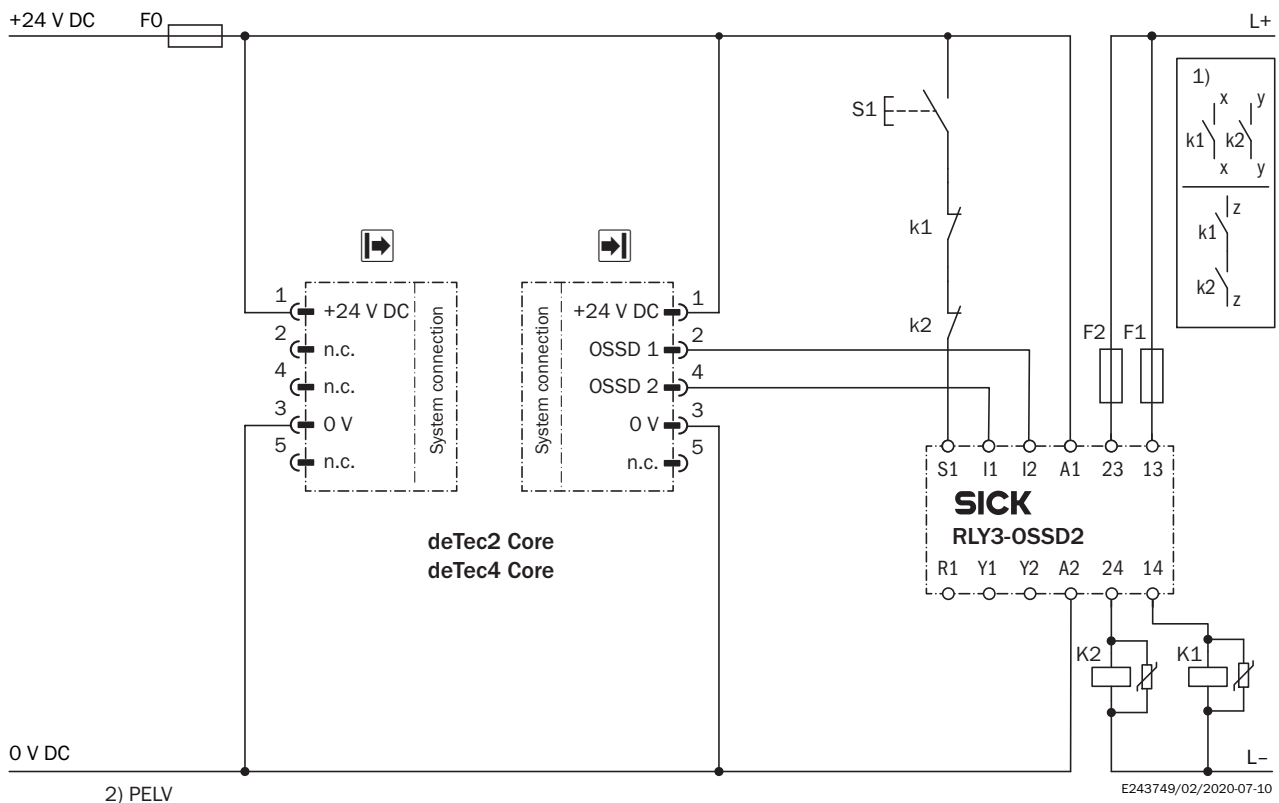 +24 V DC
F0
L+
S1
k1
k2
1)
x
y
k1
k2
x
y
z
k1
k2
z
F2
F1
1
+24 V DC
2
n.c.
4
n.c.
3
0 V
5
n.c.
System connection
System connection
+24 V DC
1
OSSD 1
2
OSSD 2
4
0 V
3
n.c.
5
deTec2 Core
deTec4 Core
S1
I1
I2
A1
23
13
SICK
RLY3-OSSD2
R1
Y1
Y2
A2
24
14
K2
K1
0 V DC
L–
2) PELV
E243749/02/2020-07-10